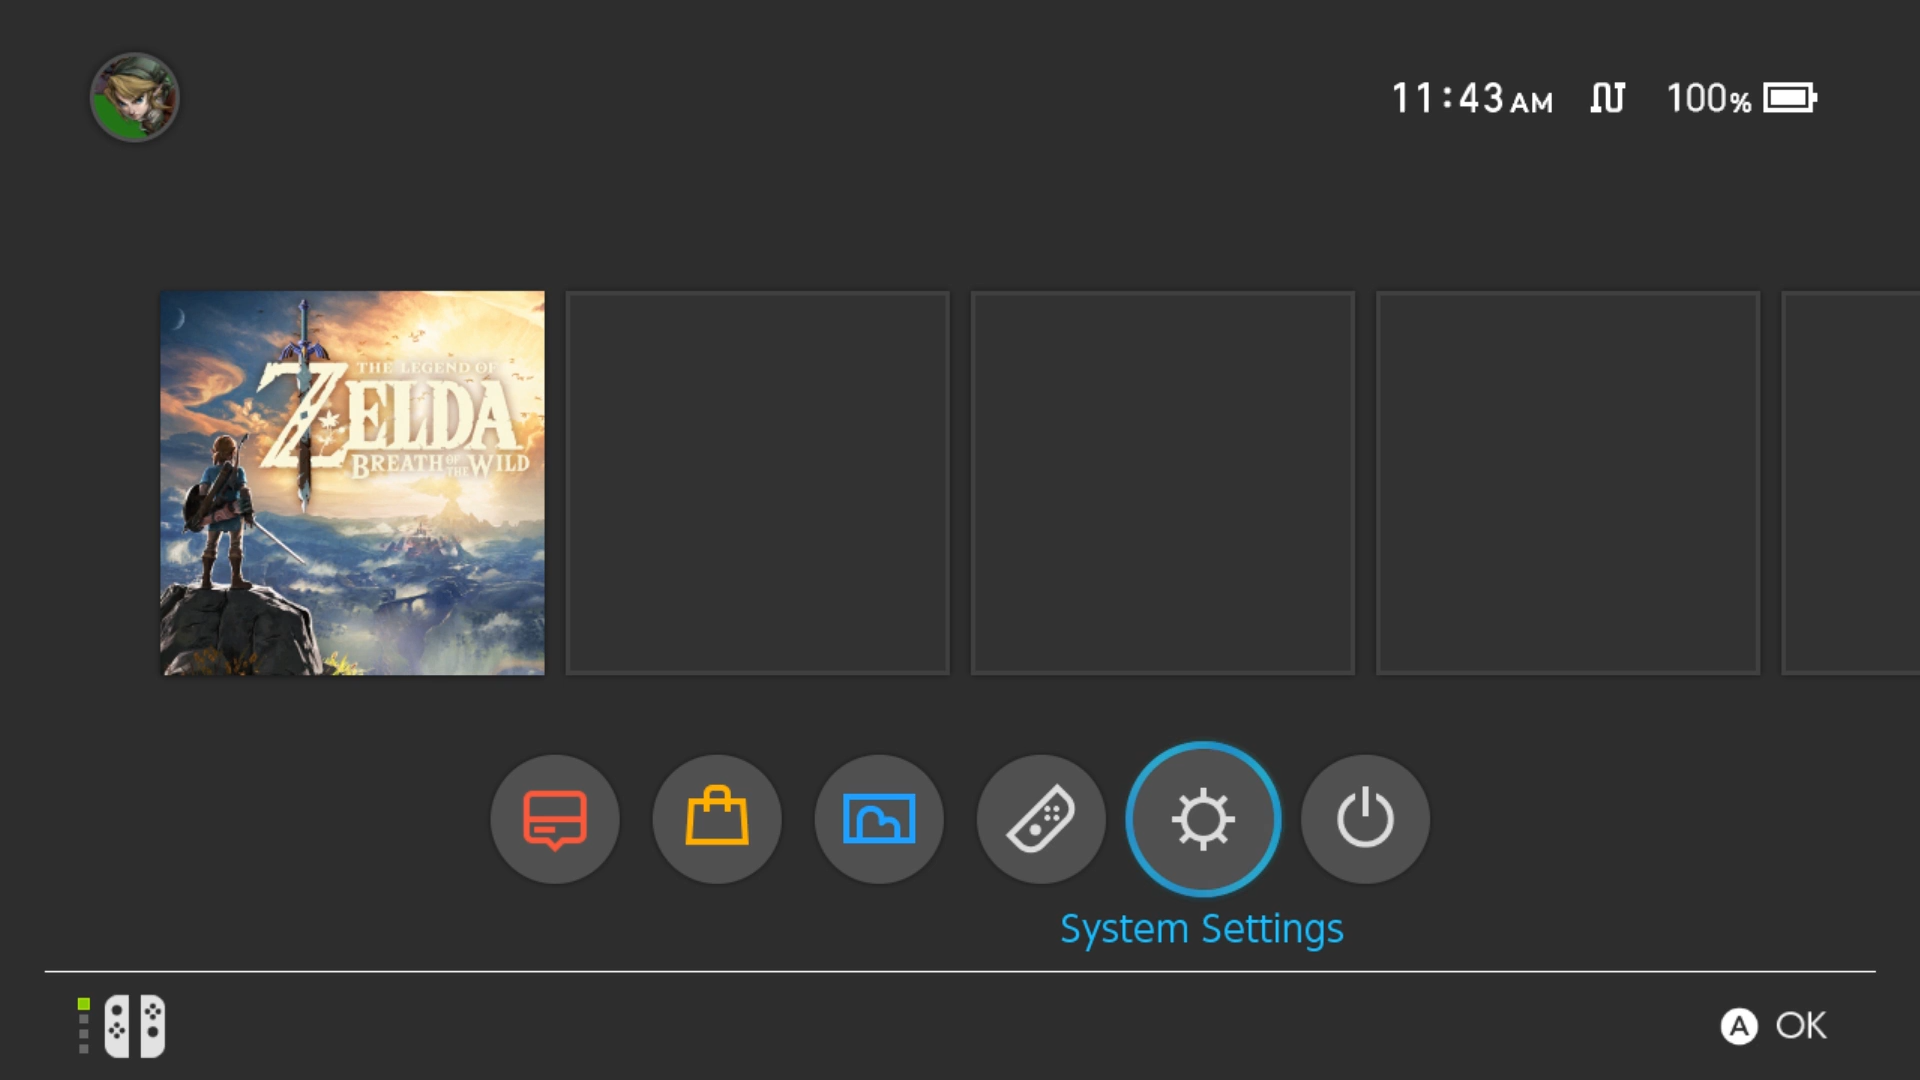 11:43 AM 100%
THE LEGEND OF
ZELDA
BREATH OF THE WILD
System Settings
A OK